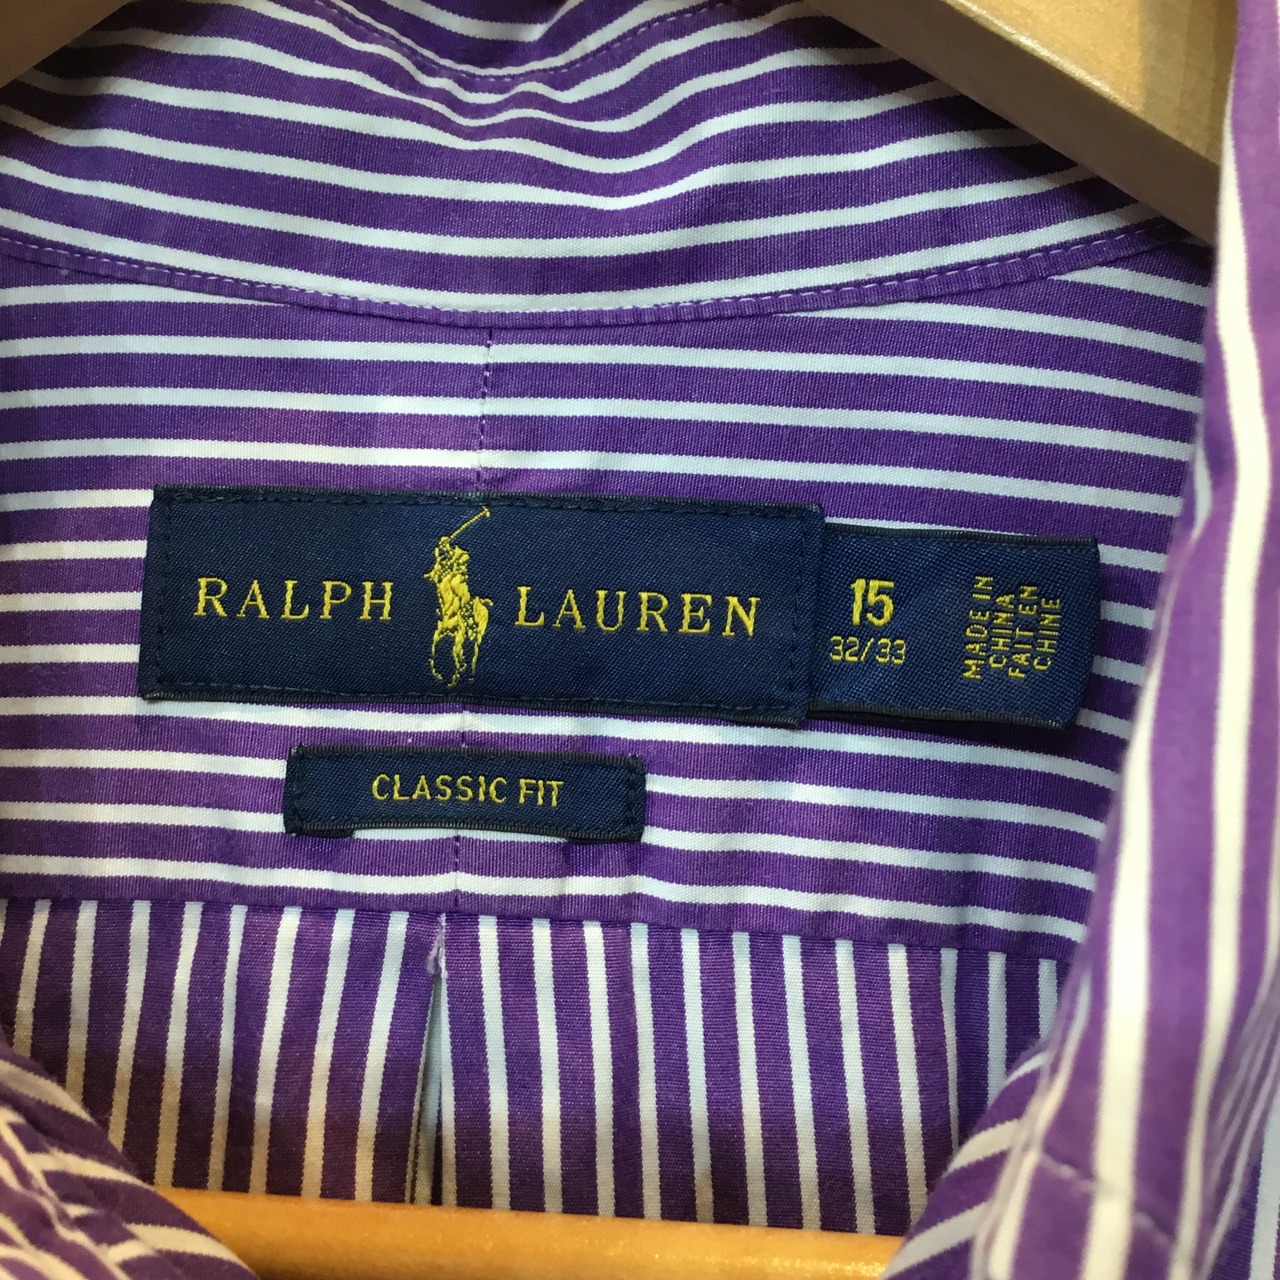 RALPH LAUREN
15
32/33
MADE IN
CHINA
FAIT EN
CHINE
CLASSIC FIT